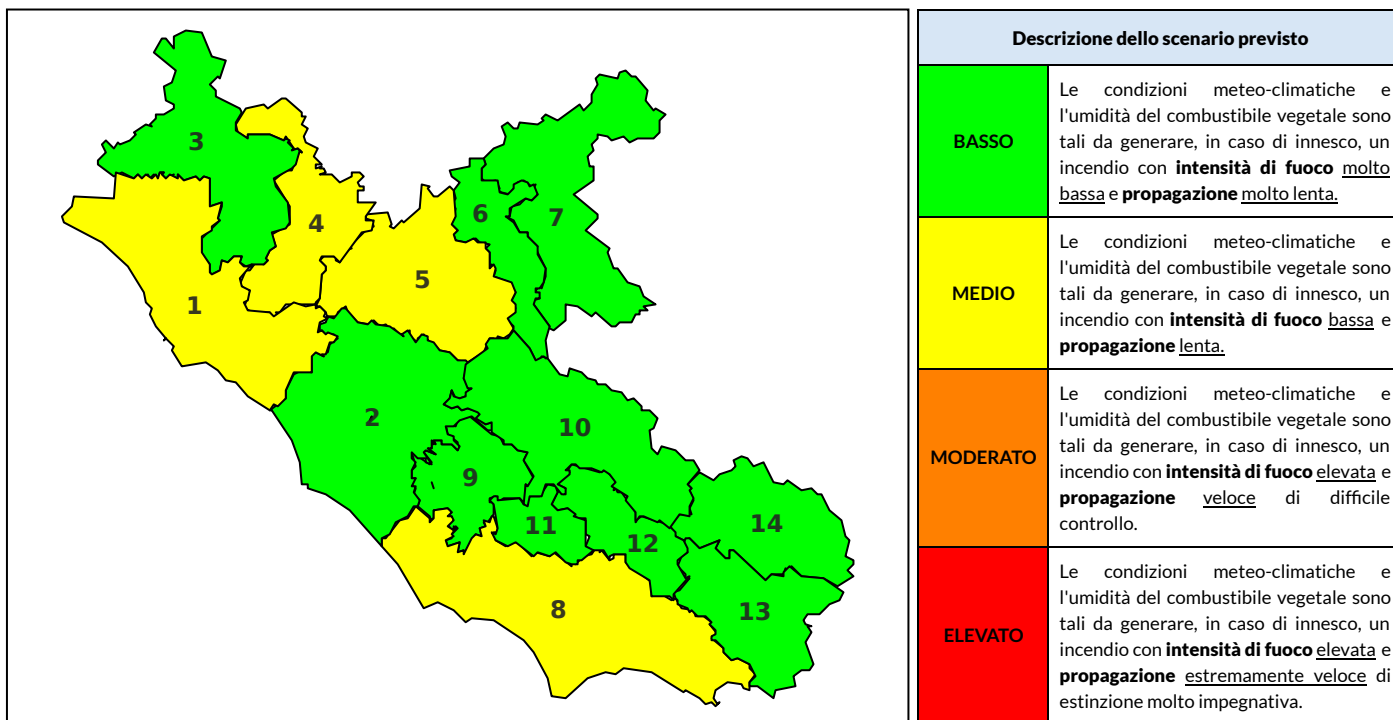 3
4
6
7
5
1
2
10
9
11
12
14
8
13
Descrizione dello scenario previsto
BASSO
Le condizioni meteo-climatiche e
l'umidità del combustibile vegetale sono
tali da generare, in caso di innesco, un
incendio con intensità di fuoco molto
bassa e propagazione molto lenta.
MEDIO
Le condizioni meteo-climatiche e
l'umidità del combustibile vegetale sono
tali da generare, in caso di innesco, un
incendio con intensità di fuoco bassa e
propagazione lenta.
MODERATO
Le condizioni meteo-climatiche e
l'umidità del combustibile vegetale sono
tali da generare, in caso di innesco, un
incendio con intensità di fuoco elevata e
propagazione veloce di difficile
controllo.
ELEVATO
Le condizioni meteo-climatiche e
l'umidità del combustibile vegetale sono
tali da generare, in caso di innesco, un
incendio con intensità di fuoco elevata e
propagazione estremamente veloce di
estinzione molto impegnativa.